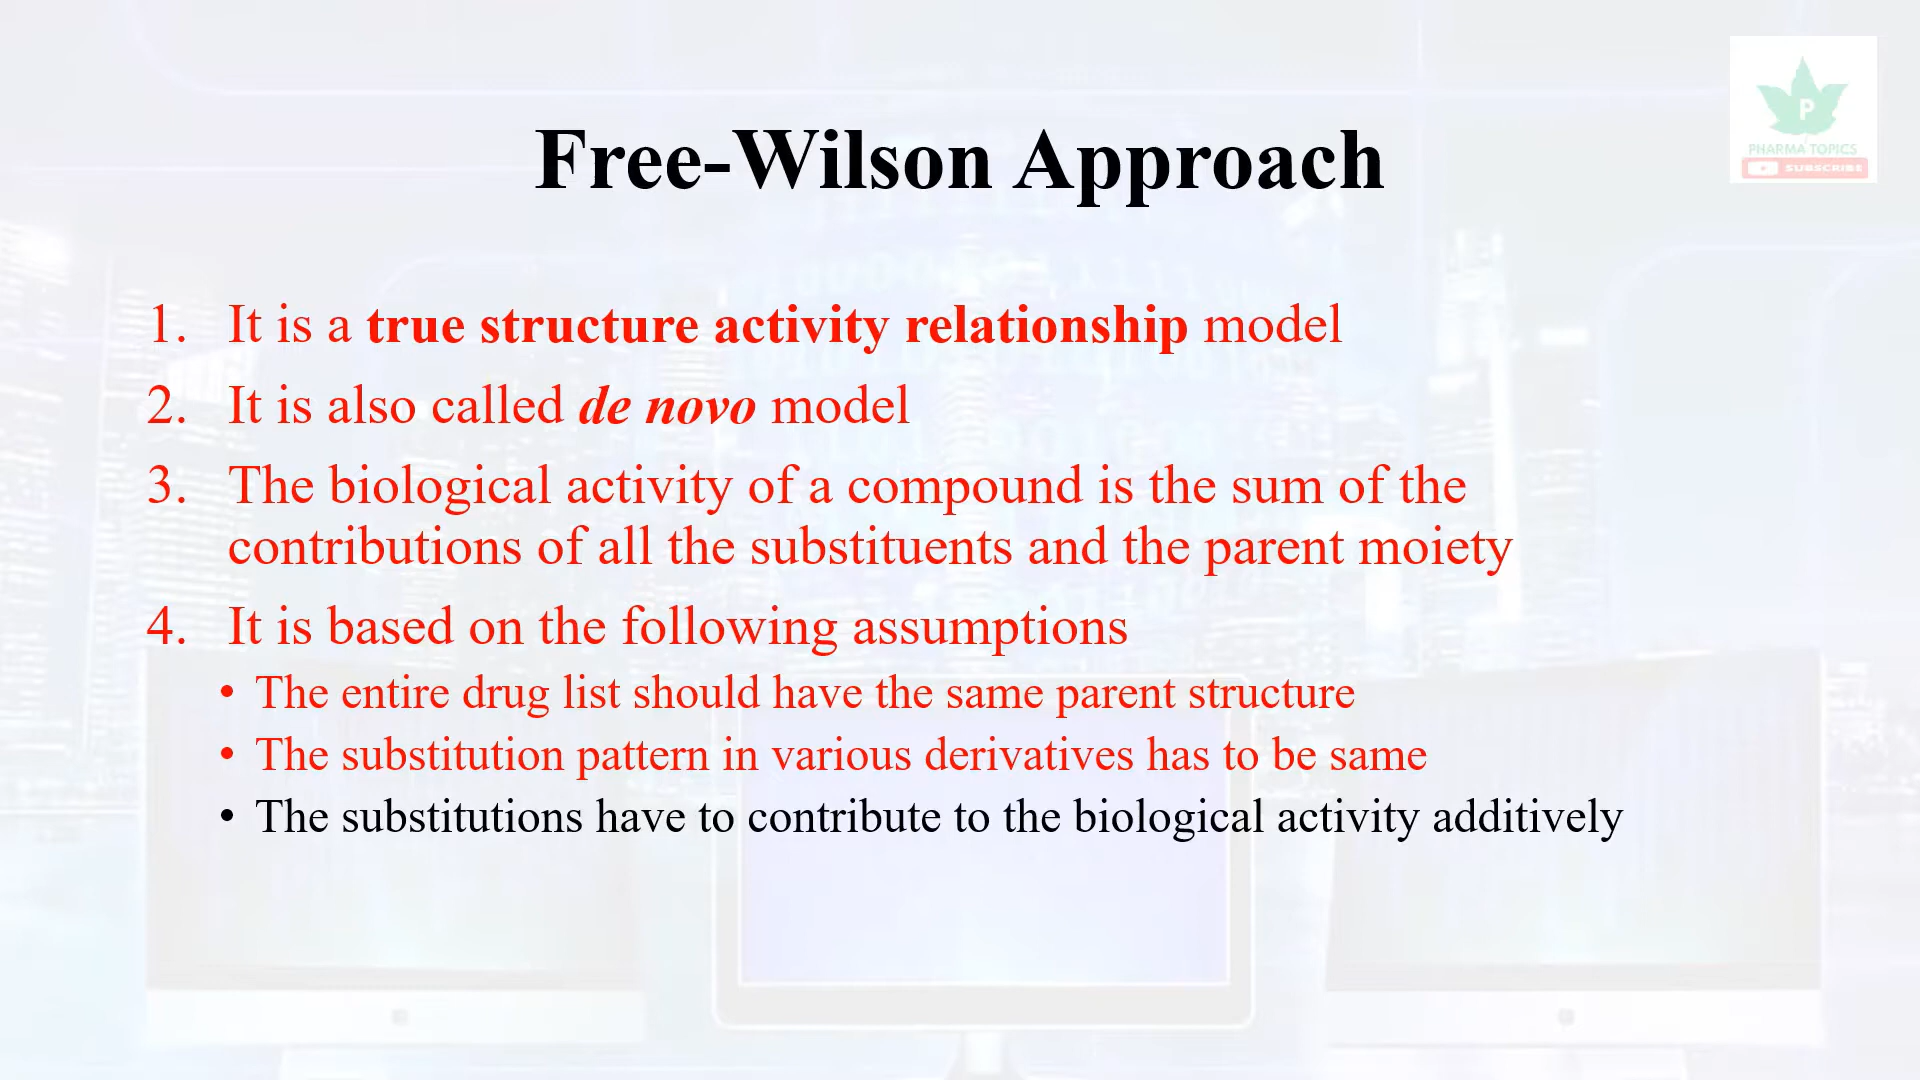 P
PHARMA TOPICS
SUBSCRIBE
Free-Wilson Approach
1. It is a true structure activity relationship model
2. It is also called de novo model
3. The biological activity of a compound is the sum of the
contributions of all the substituents and the parent moiety
4. It is based on the following assumptions
• The entire drug list should have the same parent structure
• The substitution pattern in various derivatives has to be same
• The substitutions have to contribute to the biological activity additively